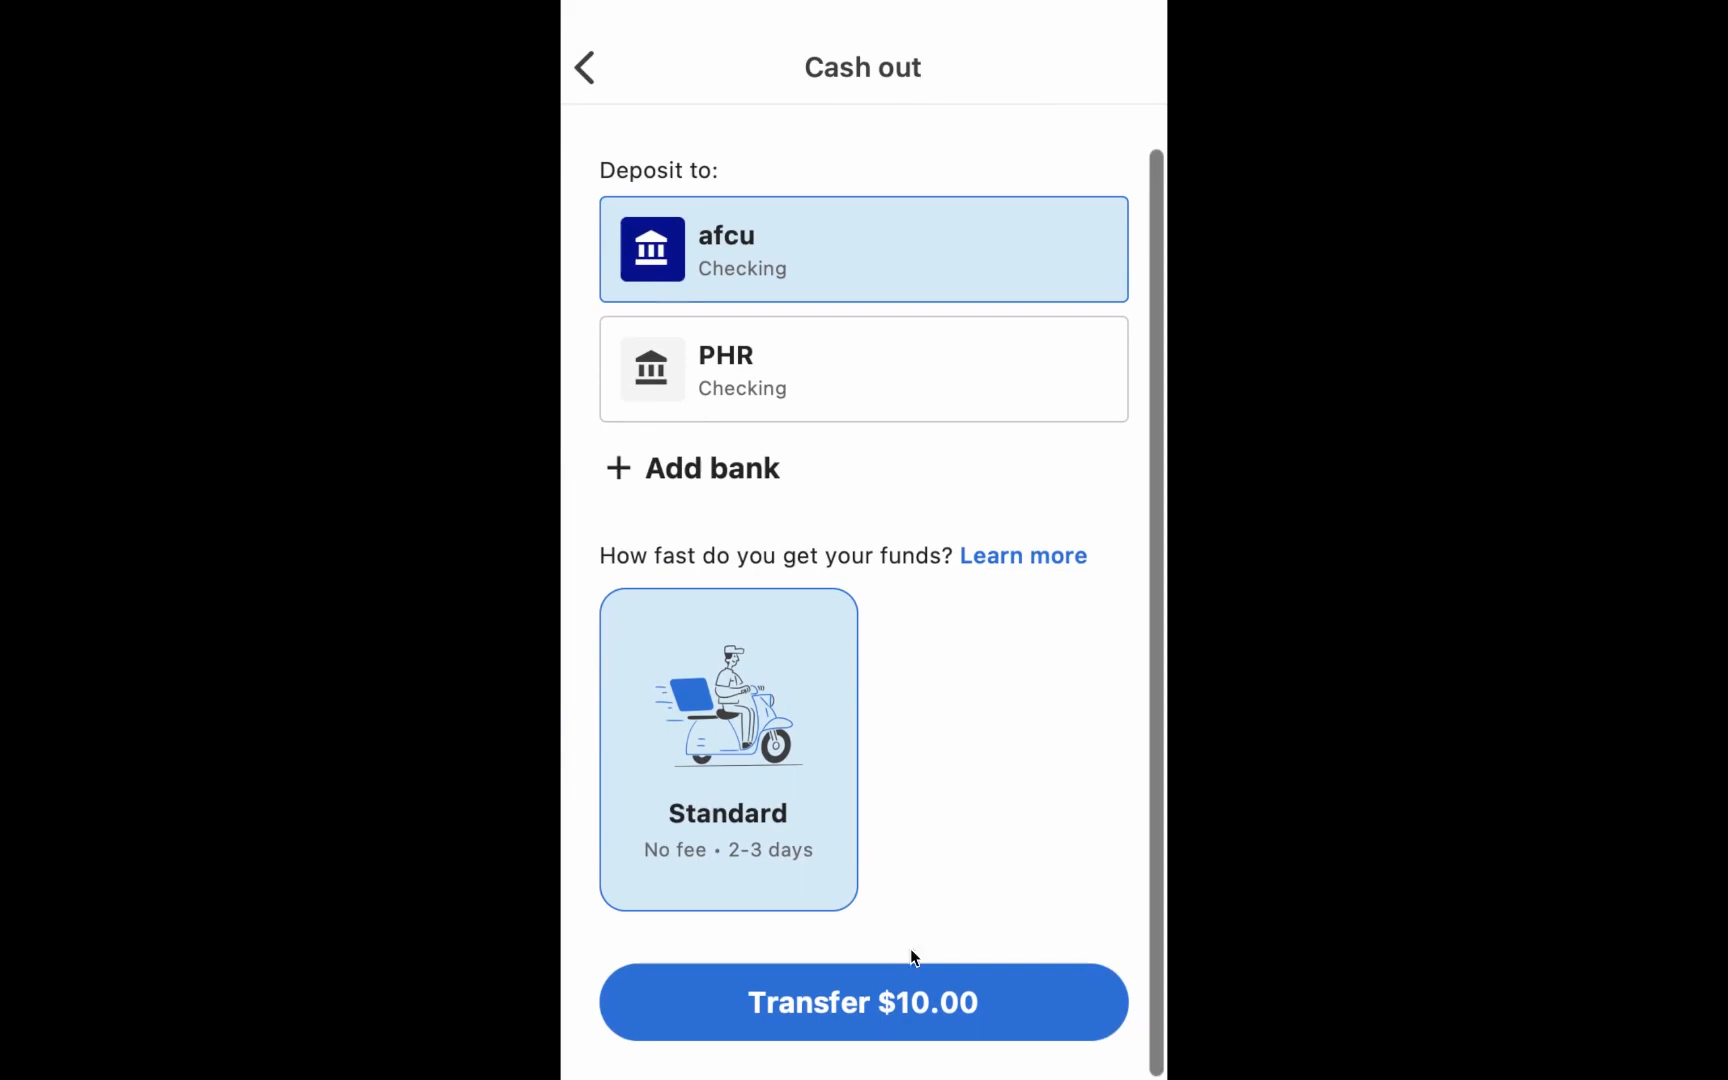 Cash out
Deposit to:
afcu
Checking
PHR
Checking
+ Add bank
How fast do you get your funds? Learn more
Standard
No fee • 2-3 days
Transfer $10.00